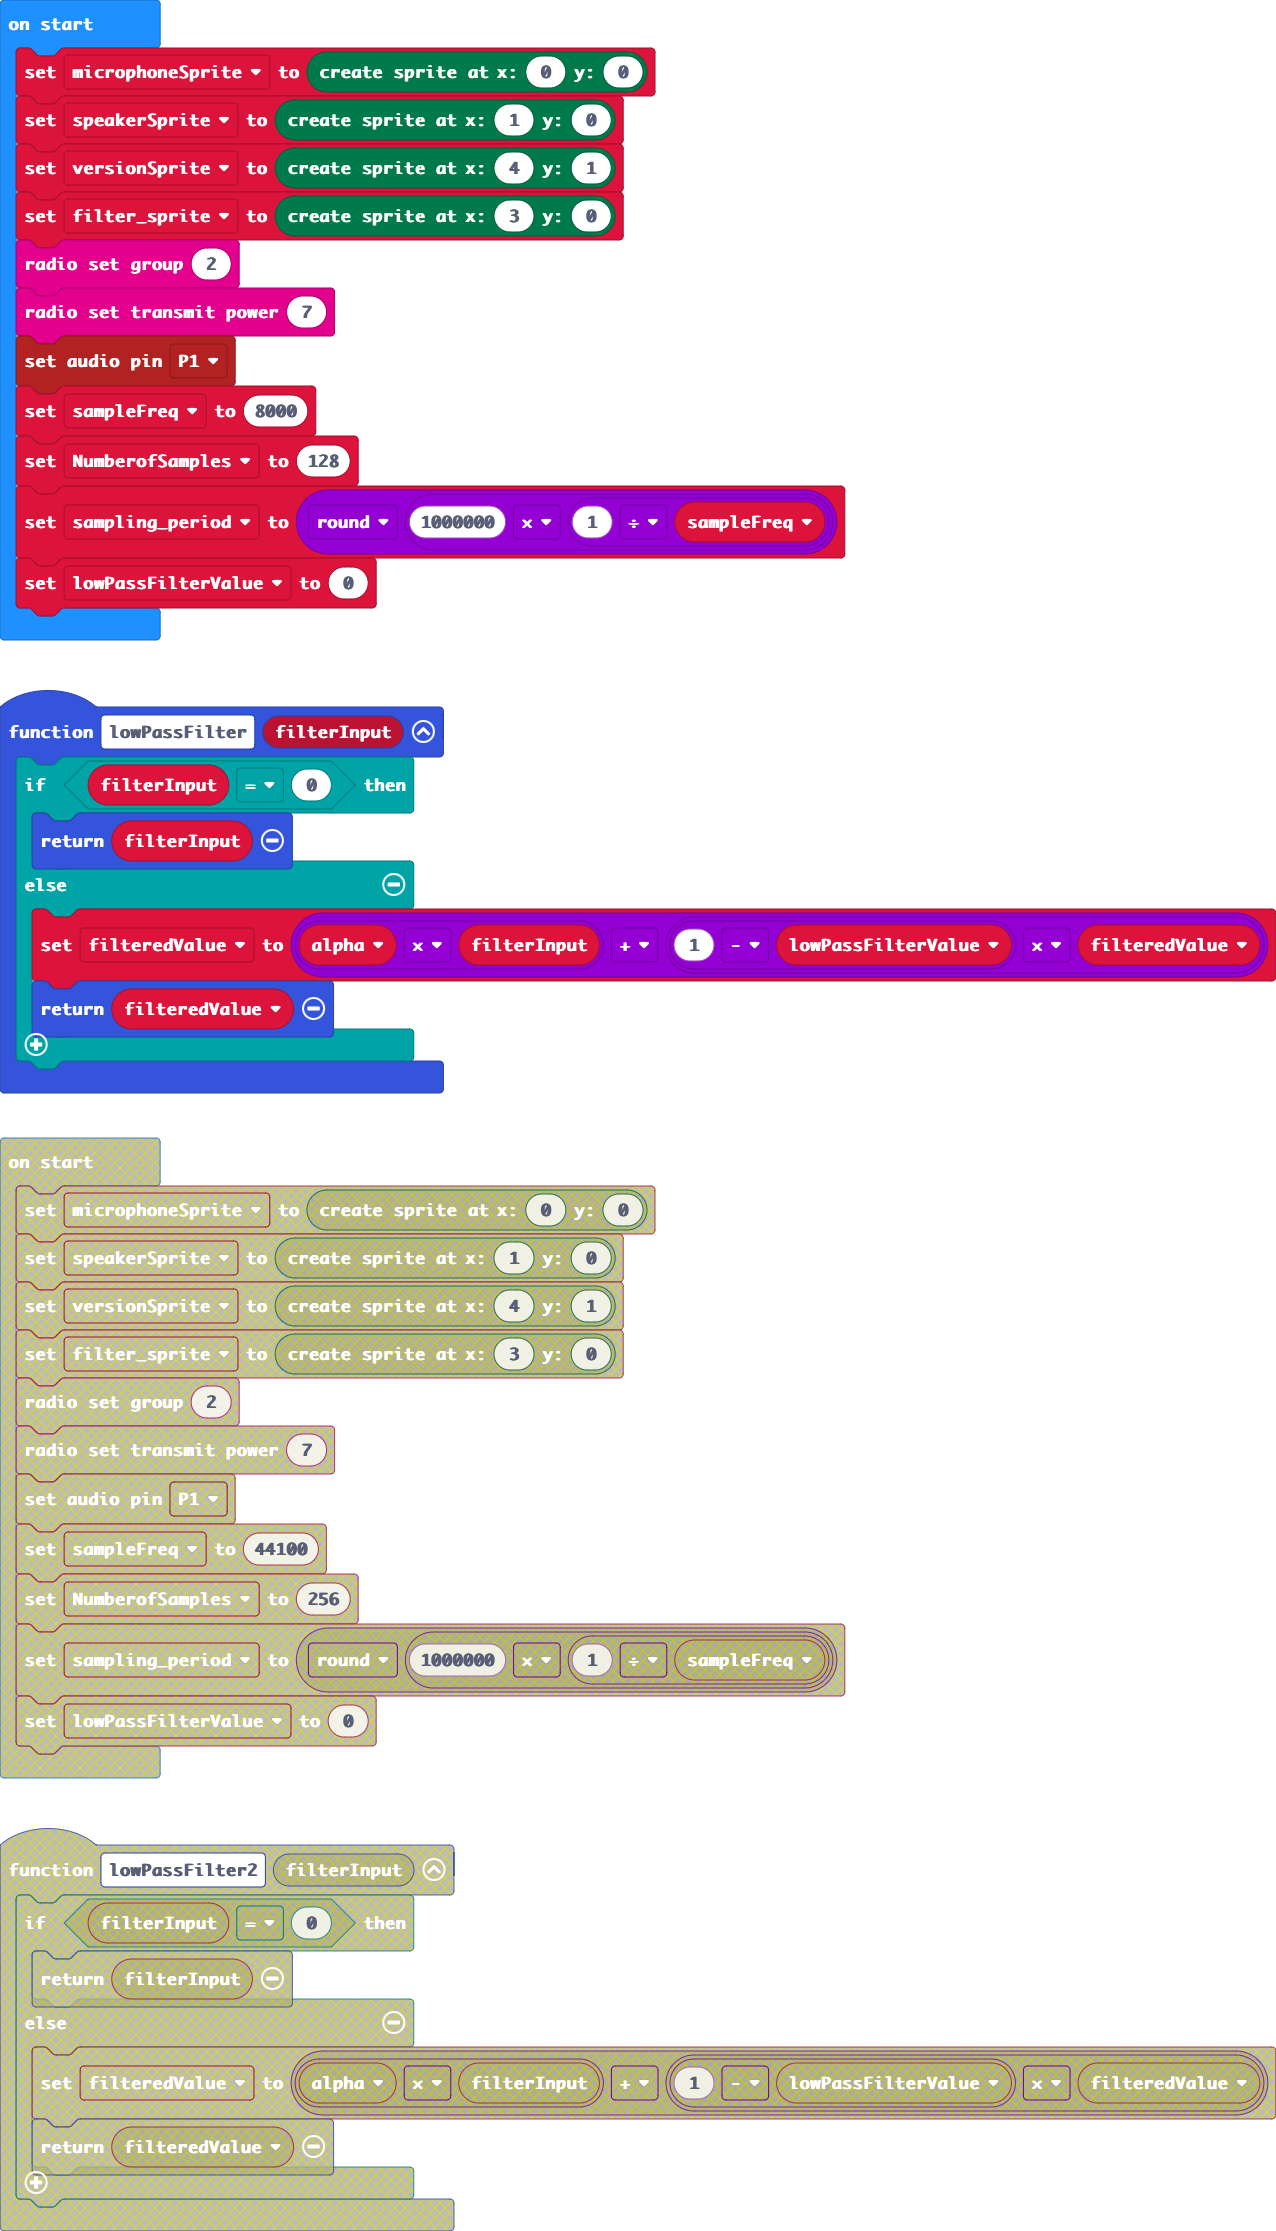 on start
set microphoneSprite to create sprite at x: 0 y: 0
set speakerSprite to create sprite at x: 1 y: 0
set versionSprite to create sprite at x: 4 y: 1
set filter_sprite to create sprite at x: 3 y: 0
radio set group 2
radio set transmit power 7
set audio pin P1
set sampleFreq to 8000
set NumberofSamples to 128
set sampling_period to round 1000000 x 1 ÷ sampleFreq
set lowPassFilterValue to 0
function lowPassFilter filterInput
if filterInput = 0 then
return filterInput
else
set filteredValue to alpha x filterInput + 1 - lowPassFilterValue x filteredValue
return filteredValue
on start
set microphoneSprite to create sprite at x: 0 y: 0
set speakerSprite to create sprite at x: 1 y: 0
set versionSprite to create sprite at x: 4 y: 1
set filter_sprite to create sprite at x: 3 y: 0
radio set group 2
radio set transmit power 7
set audio pin P1
set sampleFreq to 44100
set NumberofSamples to 256
set sampling_period to round 1000000 x 1 ÷ sampleFreq
set lowPassFilterValue to 0
function lowPassFilter2 filterInput
if filterInput = 0 then
return filterInput
else
set filteredValue to alpha x filterInput + 1 - lowPassFilterValue x filteredValue
return filteredValue